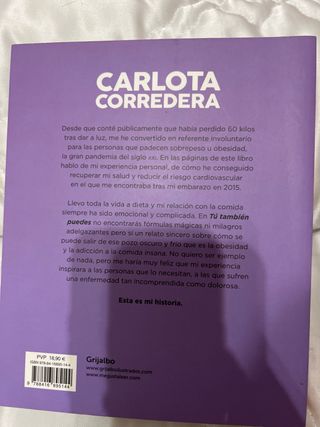 CARLOTA
CORREDERA
Desde que conté públicamente que había perdido 60 kilos
tras dar a luz, me he convertido en referente involuntario
para las personas que padecen sobrepeso u obesidad,
la gran pandemia del siglo XXI. En las páginas de este libro
hablo de mi experiencia personal, de cómo he conseguido
recuperar mi salud y reducir el riesgo cardiovascular
en el que me encontraba tras mi embarazo en 2015.
Llevo toda la vida a dieta y mi relación con la comida
siempre ha sido emocional y complicada. En Tú también
puedes no encontrarás fórmulas mágicas ni milagros
adelgazantes pero sí un relato sincero sobre cómo se
puede salir de ese pozo oscuro y frío que es la obesidad
y la adicción a la comida insana. No quiero ser ejemplo
de nada, pero me haría muy feliz que mi experiencia
inspirara a las personas que lo necesitan, a las que sufren
una enfermedad tan incomprendida como dolorosa.
Esta es mi historia.
PVP 18,90 €
Grijalbo
www.grijalboilustrados.com
www.megustaleer.com
9 788416 895144